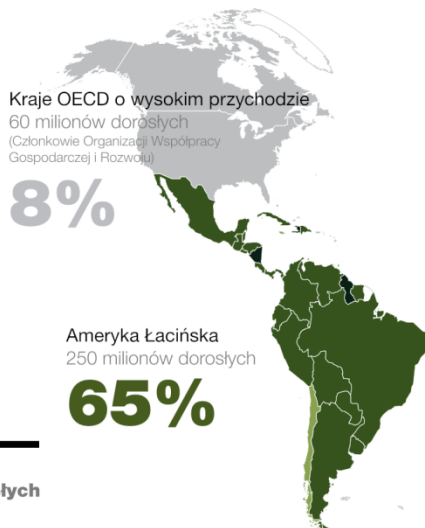 Kraje OECD o wysokim przychodzie
60 milionów dorosłych
(Członkowie Organizacji Współpracy
Gospodarczej i Rozwoju)
8%
Ameryka Łacińska
250 milionów dorosłych
65%
łych